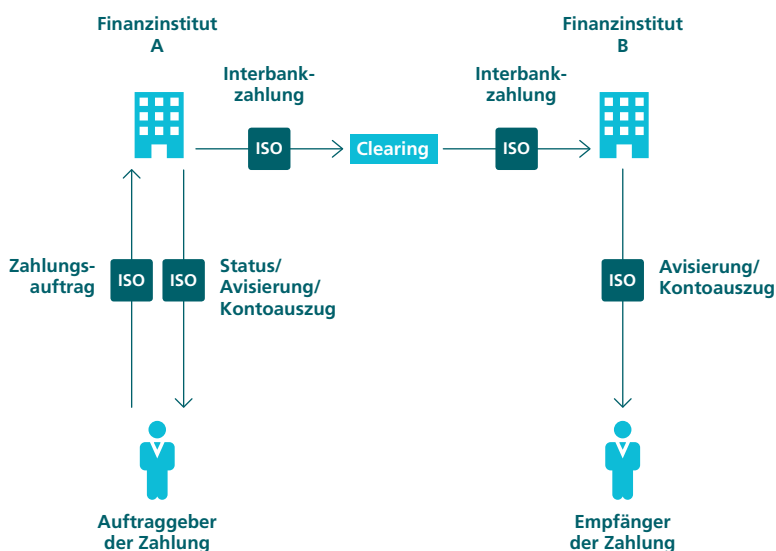 Finanzinstitut
A
Finanzinstitut
B
Interbank-
zahlung
Interbank-
zahlung
ISO
Clearing
ISO
Zahlungs-
auftrag
ISO
ISO
Status/
Avisierung/
Kontoauszug
ISO
Avisierung/
Kontoauszug
Auftraggeber
der Zahlung
Empfänger
der Zahlung